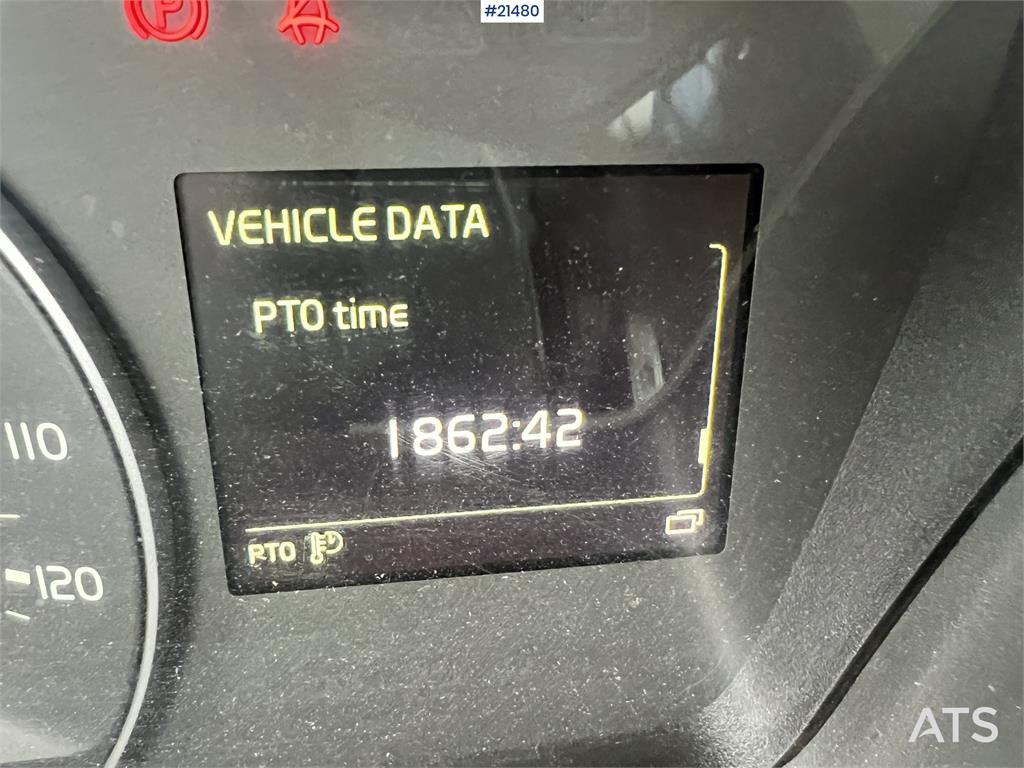 #21480
P
VEHICLE DATA
PTO time
1862:42
PTO
110
120
ATS